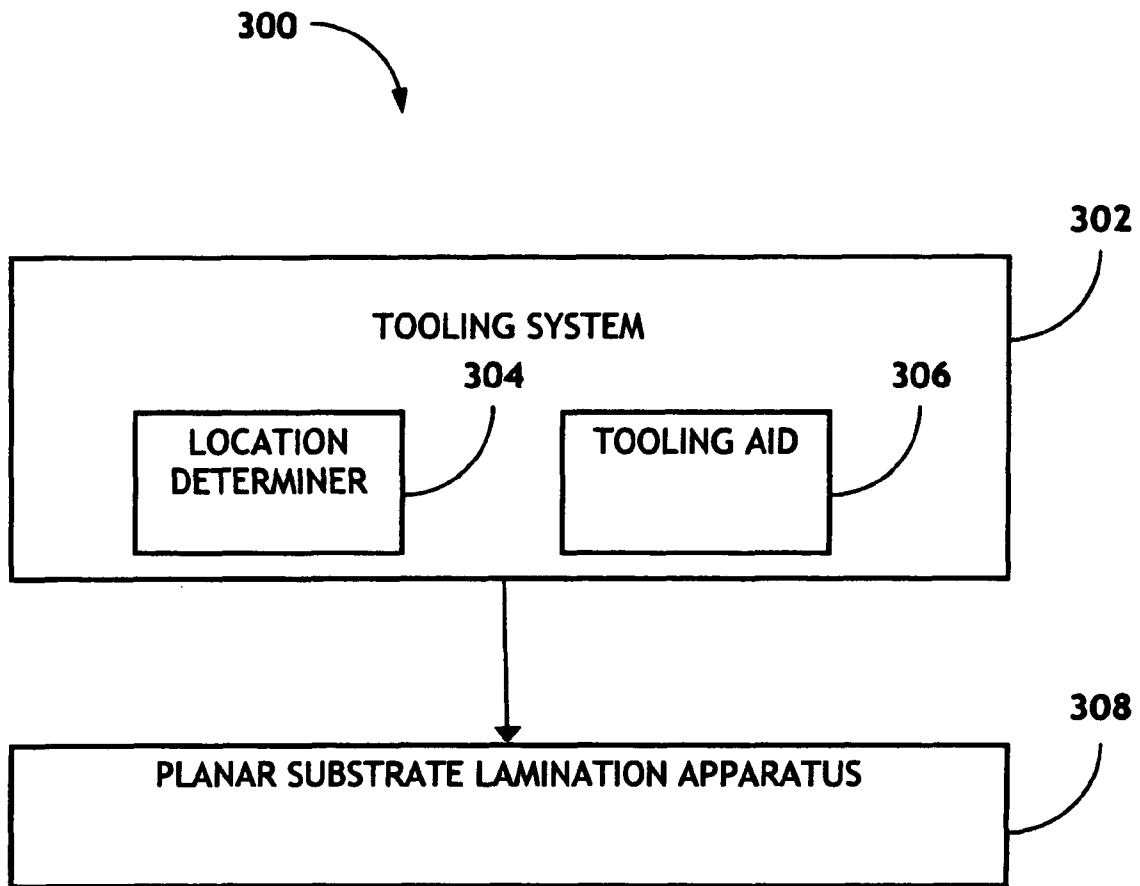 300
302
TOOLING SYSTEM
304
306
LOCATION
DETERMINER
TOOLING AID
308
PLANAR SUBSTRATE LAMINATION APPARATUS